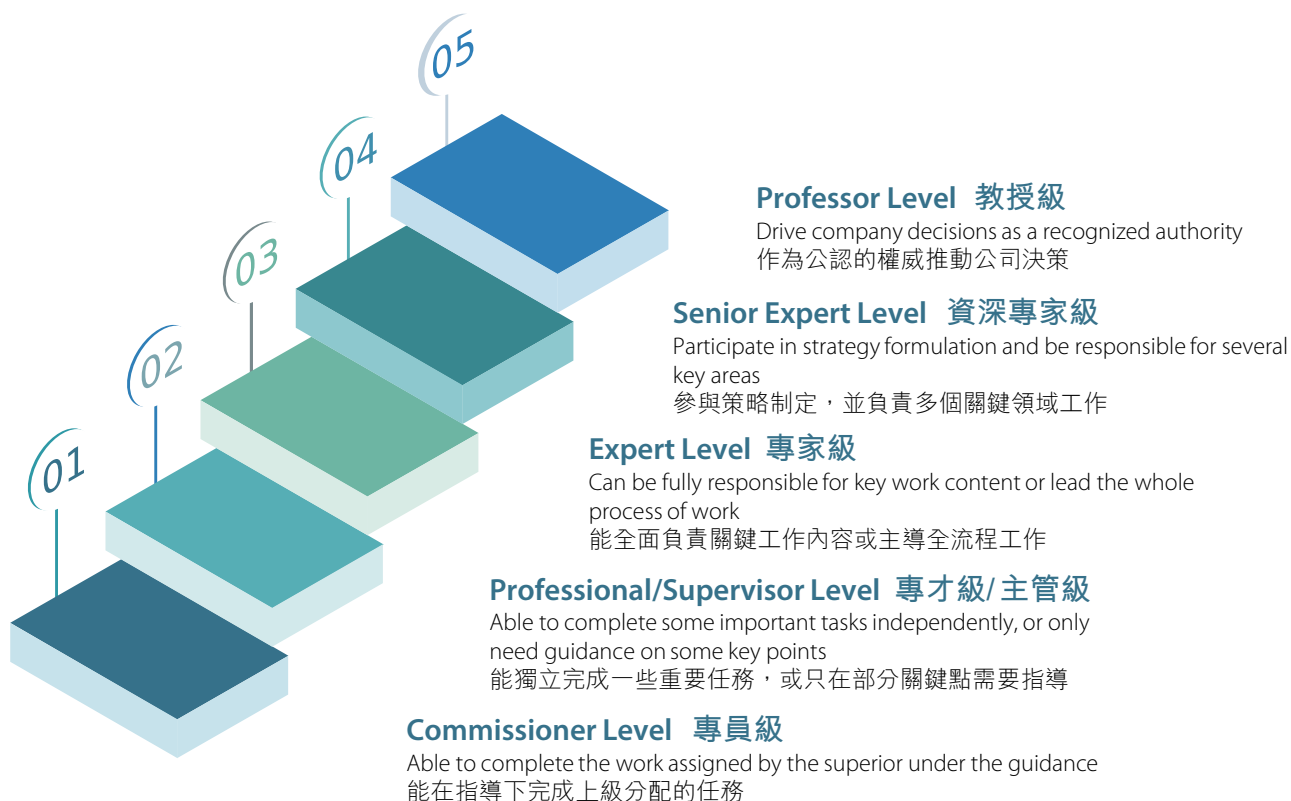 05
04
03
02
01
Professor Level 教授級
Drive company decisions as a recognized authority
作為公認的權威推動公司決策
Senior Expert Level 資深專家級
Participate in strategy formulation and be responsible for several
key areas
參與策略制定，並負責多個關鍵領域工作
Expert Level 專家級
Can be fully responsible for key work content or lead the whole
process of work
能全面負責關鍵工作內容或主導全流程工作
Professional/Supervisor Level 專才級/主管級
Able to complete some important tasks independently, or only
need guidance on some key points
能獨立完成一些重要任務，或只在部分關鍵點需要指導
Commissioner Level 專員級
Able to complete the work assigned by the superior under the guidance
能在指導下完成上級分配的任務